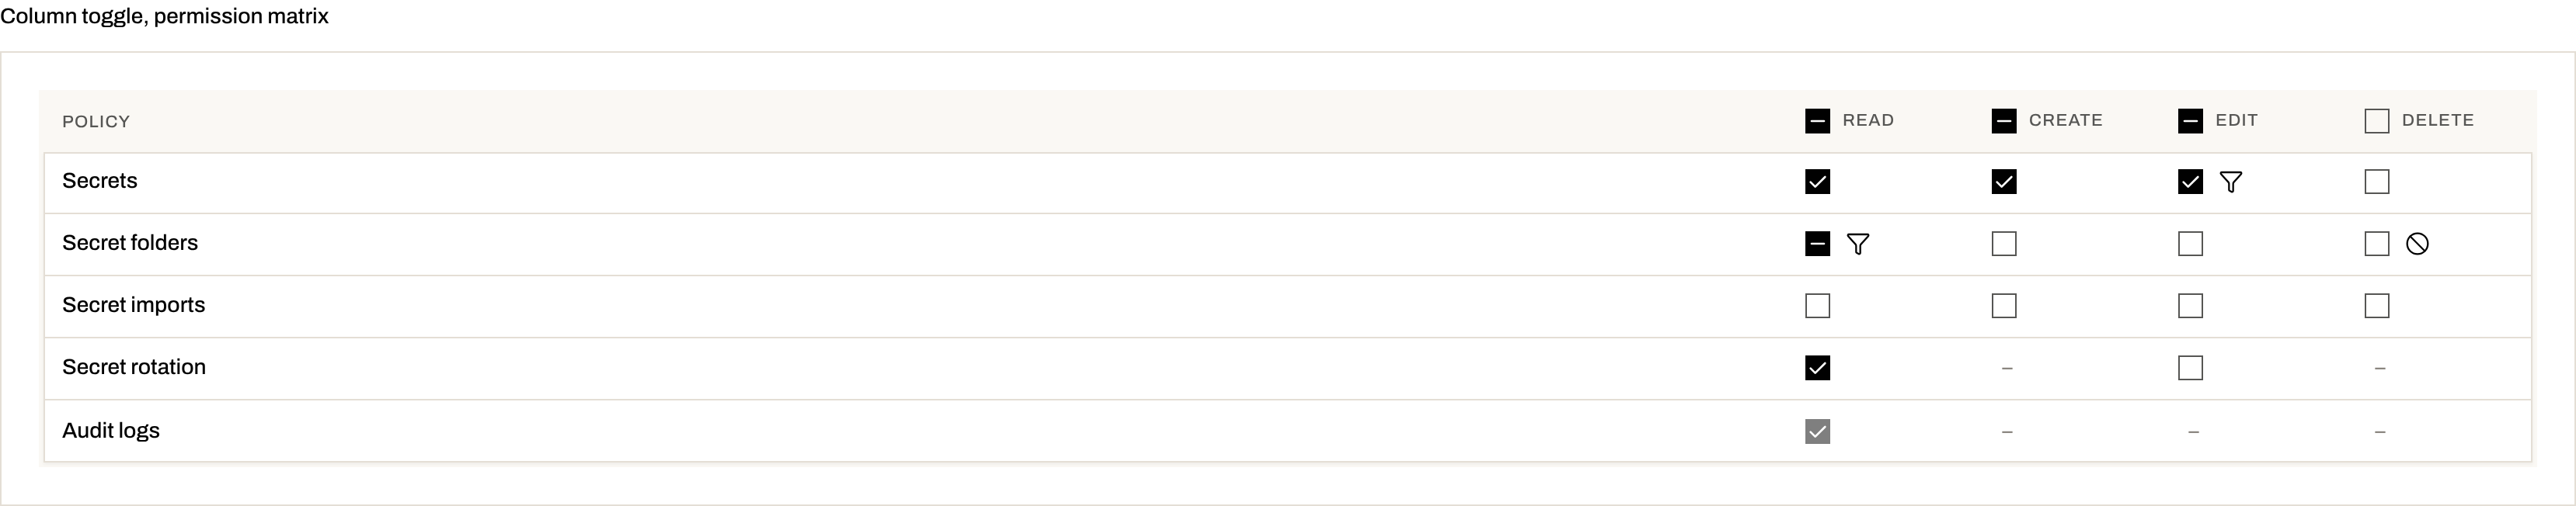 Column toggle, permission matrix
POLICY READ CREATE EDIT DELETE
Secrets
Secret folders
Secret imports
Secret rotation – –
Audit logs – – –